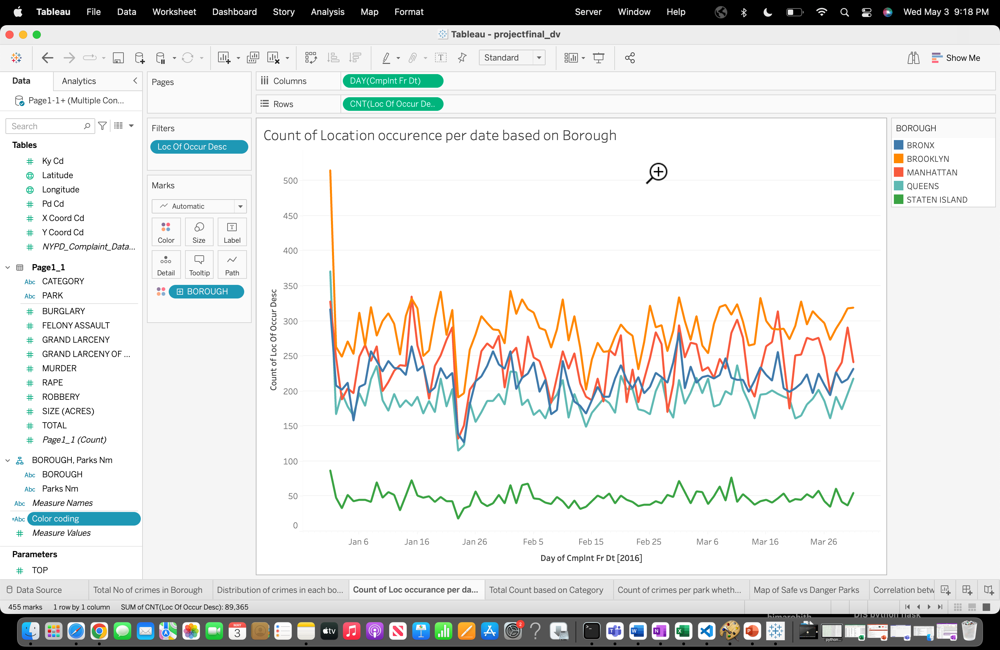 Tableau File Data Worksheet Dashboard Story Analysis Map Format Server Window Help Wed May 3 9:18 PM
Tableau - projectfinal_dv
Standard Show Me
Data Analytics
Page1-1+ (Multiple Con...
Search
Tables
Ky Cd
Latitude
Longitude
Pd Cd
X Coord Cd
Y Coord Cd
NYPD_Complaint_Data...
Page1_1
Abc CATEGORY
Abc PARK
BURGLARY
FELONY ASSAULT
GRAND LARCENY
GRAND LARCENY OF ...
MURDER
RAPE
ROBBERY
SIZE (ACRES)
TOTAL
Page1_1 (Count)
BOROUGH, Parks Nm
Abc BOROUGH
Abc Parks Nm
Abc Measure Names
=Abc Color coding
Measure Values
Parameters
TOP
Pages
Filters
Loc Of Occur Desc
Marks
Automatic
Color Size Label
Detail Tooltip Path
BOROUGH
Columns DAY(Cmplnt Fr Dt)
Rows CNT(Loc Of Occur De..
Count of Location occurence per date based on Borough
500
450
400
350
300
250
200
150
100
50
0
Count of Loc Of Occur Desc
Jan 6 Jan 16 Jan 26 Feb 5 Feb 15 Feb 25 Mar 6 Mar 16 Mar 26
Day of Cmplnt Fr Dt [2016]
BOROUGH
BRONX
BROOKLYN
MANHATTAN
QUEENS
STATEN ISLAND
Data Source Total No of crimes in Borough Distribution of crimes in each bo... Count of Loc occurance per da... Total Count based on Category Count of crimes per park wheth... Map of Safe vs Danger Parks Correlation betw
455 marks 1 row by 1 column SUM of CNT(Loc Of Occur Desc): 89,365
MAY
3
tv
2
python...